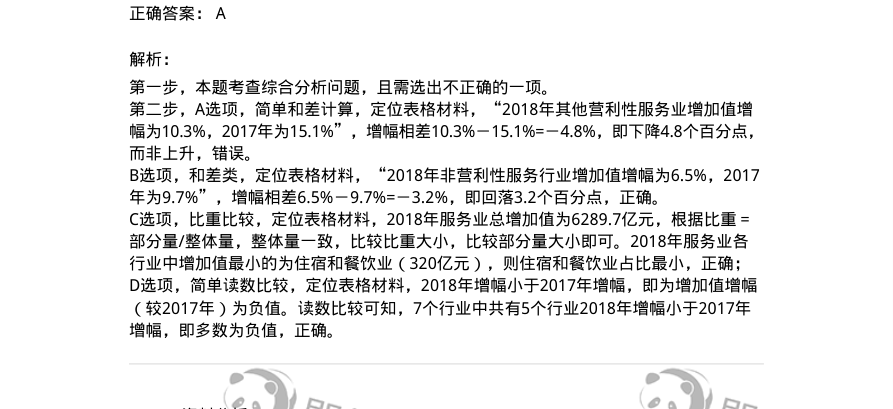 正确答案： A
解析：
第一步，本题考查综合分析问题，且需选出不正确的一项。
第二步，A选项，简单和差计算，定位表格材料，“2018年其他营利性服务业增加值增
幅为10.3%，2017年为15.1%”，增幅相差10.3%－15.1%=－4.8%，即下降4.8个百分点，
而非上升，错误。
B选项，和差类，定位表格材料，“2018年非营利性服务行业增加值增幅为6.5%，2017
年为9.7%”，增幅相差6.5%－9.7%=－3.2%，即回落3.2个百分点，正确。
C选项，比重比较，定位表格材料，2018年服务业总增加值为6289.7亿元，根据比重 =
部分量/整体量，整体量一致，比较比重大小，比较部分量大小即可。2018年服务业各
行业中增加值最小的为住宿和餐饮业（320亿元），则住宿和餐饮业占比最小，正确；
D选项，简单读数比较，定位表格材料，2018年增幅小于2017年增幅，即为增加值增幅
（较2017年）为负值。读数比较可知，7个行业中共有5个行业2018年增幅小于2017年
增幅，即多数为负值，正确。